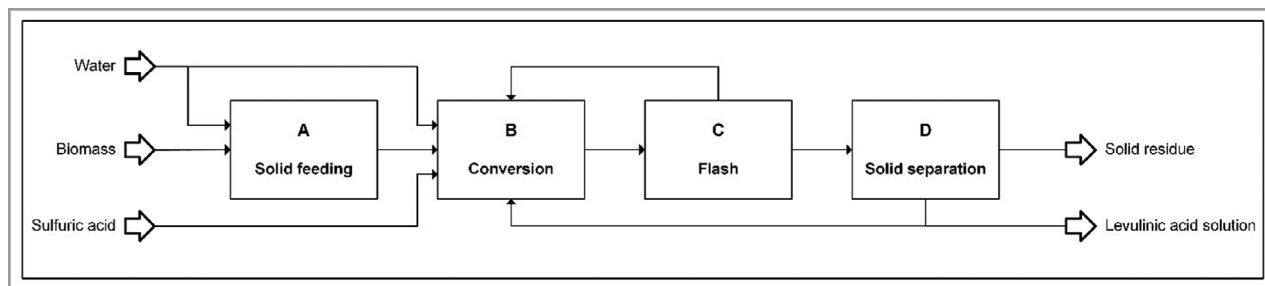 Water
Biomass
Sulfuric acid
A
Solid feeding
B
Conversion
C
Flash
D
Solid separation
Solid residue
Levulinic acid solution